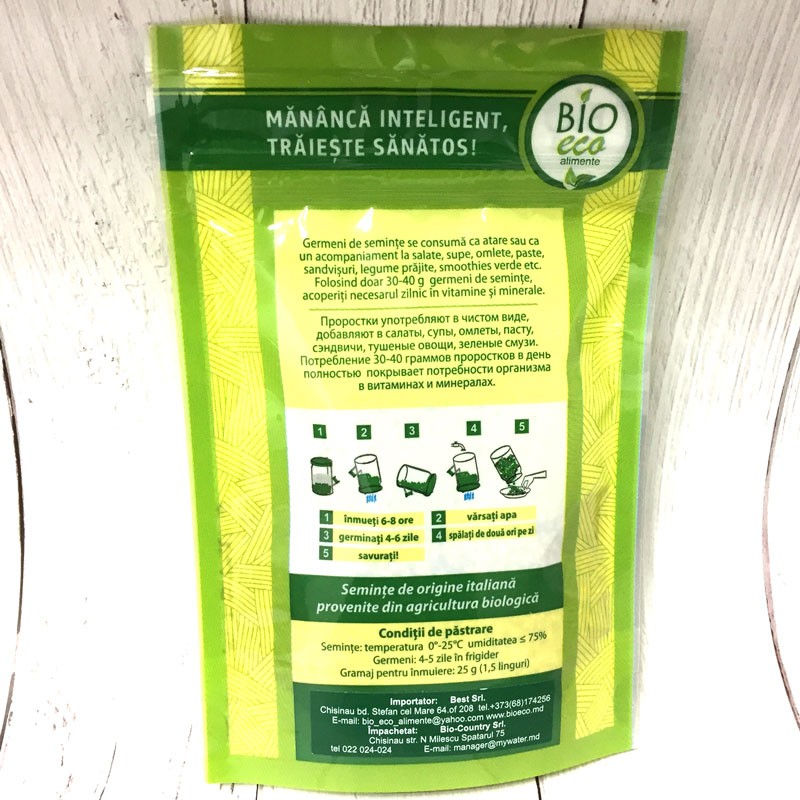 MĂNÂNCĂ INTELIGENT,
TRĂIEȘTE SĂNĂTOS!
BIO
eco
alimente
Germeni de semințe se consumă ca atare sau ca
un acompaniament la salate, supe, omlete, paste,
sandvișuri, legume prăjite, smoothies verde etc.
Folosind doar 30-40 g germeni de semințe,
acoperiți necesarul zilnic in vitamine și minerale.
Проростки употребляют в чистом виде,
добавляют в салаты, супы, омлеты, пасту,
сэндвичи, тушеные овощи, зеленые смузи.
Потребление 30-40 граммов проростков в день
полностью покрывает потребности организма
в витаминах и минералах.
1 2 3 4 5
1 înmueți 6-8 ore 2 vărsați apa
3 germinați 4-6 zile 4 spălați de două ori pe zi
5 savurați!
Semințe de origine italiană
provenite din agricultura biologică
Condiții de păstrare
Semințe: temperatura 0°-25°C umiditatea ≤ 75%
Germeni: 4-5 zile în frigider
Gramaj pentru înmuiere: 25 g (1,5 linguri)
Importator: Best Srl.
Chisinau bd. Stefan cel Mare 64.of 208 tel.+373(68)174256
E-mail: bio_eco_alimente@yahoo.com www.bioeco.md
Împachetat: Bio-Country Srl.
Chisinau str. N Milescu Spatarul 75
tel 022 024-024 E-mail: manager@mywater.md